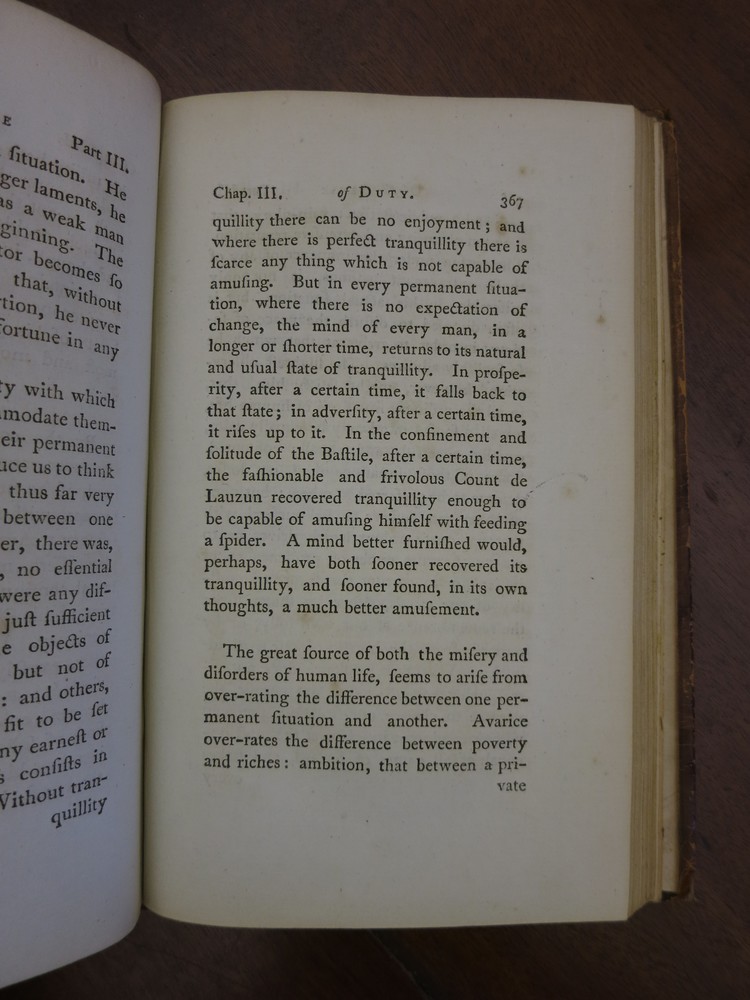 E
Part III.
ſituation. He
ger laments, he
as a weak man
ginning. The
tor becomes ſo
that, without
rtion, he never
fortune in any
ty with which
mmodate them-
eir permanent
uce us to think
thus far very
between one
er, there was,
, no eſſential
were any dif-
juſt ſufficient
e objects of
but not of
: and others,
fit to be ſet
ny earneſt or
s conſiſts in
Without tran-
quillity
Chap. III. of DUTY. 367
quillity there can be no enjoyment; and
where there is perfect tranquillity there is
ſcarce any thing which is not capable of
amuſing. But in every permanent ſitua-
tion, where there is no expectation of
change, the mind of every man, in a
longer or ſhorter time, returns to its natural
and uſual ſtate of tranquillity. In proſpe-
rity, after a certain time, it falls back to
that ſtate; in adverſity, after a certain time,
it riſes up to it. In the confinement and
ſolitude of the Baſtile, after a certain time,
the faſhionable and frivolous Count de
Lauzun recovered tranquillity enough to
be capable of amuſing himſelf with feeding
a ſpider. A mind better furniſhed would,
perhaps, have both ſooner recovered its
tranquillity, and ſooner found, in its own
thoughts, a much better amuſement.
The great ſource of both the miſery and
diſorders of human life, ſeems to ariſe from
over-rating the difference between one per-
manent ſituation and another. Avarice
over-rates the difference between poverty
and riches: ambition, that between a pri-
vate